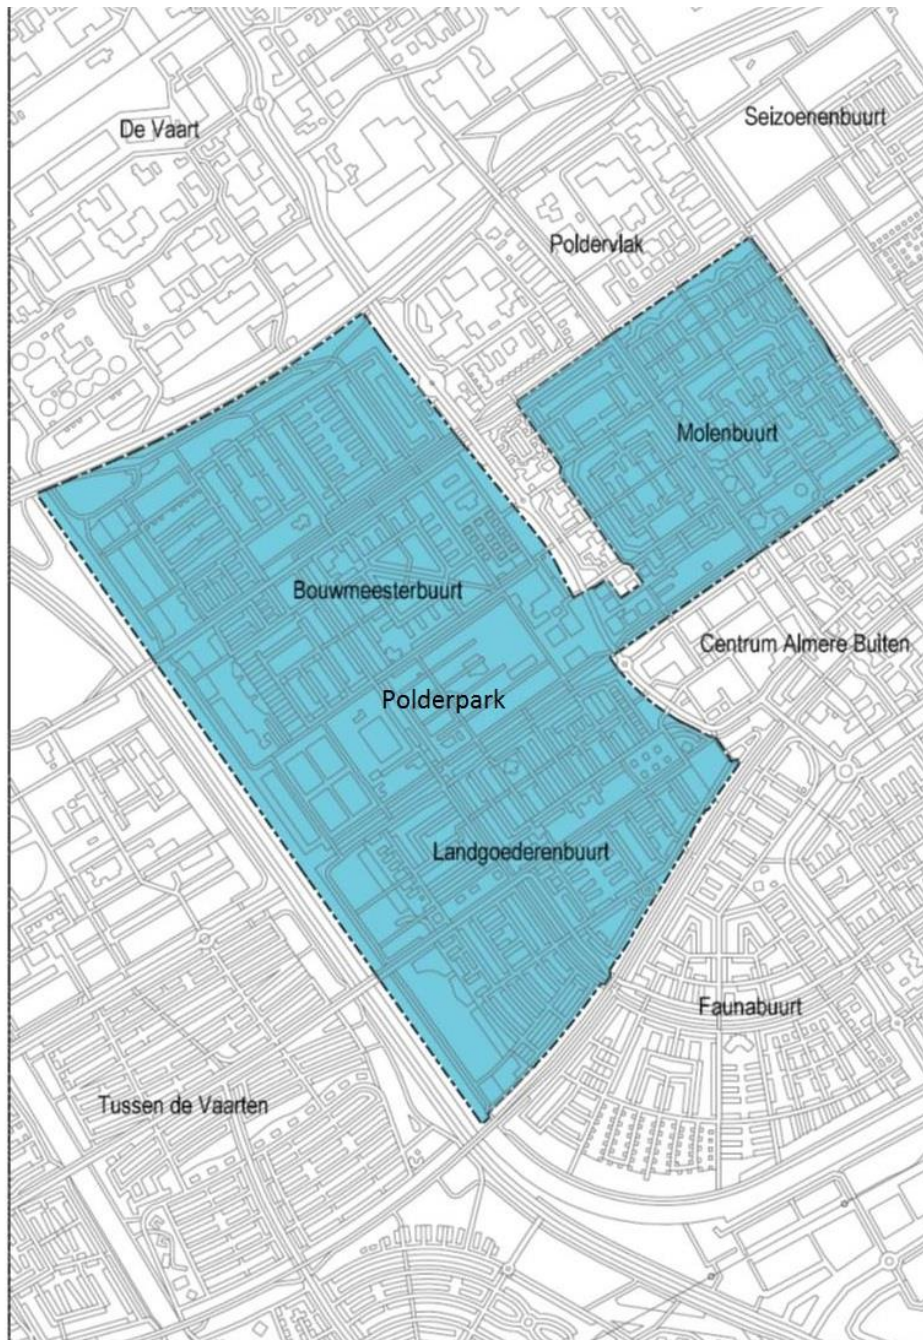 Seizoenenbuurt
De Vaart
Poldervlak
Molenbuurt
Bouwmeesterbuurt
Centrum Almere Buiten
Polderpark
Landgoederenbuurt
Faunabuurt
Tussen de Vaarten